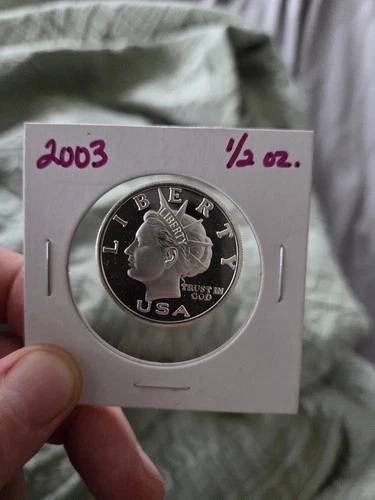 2003 1/2 oz.
LIBERTY
LIBERTY
TRUST IN
GOD
USA